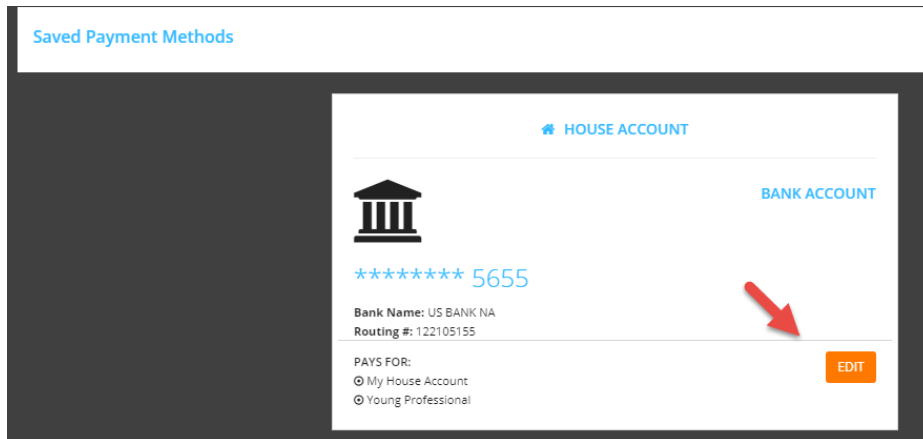 Saved Payment Methods
HOUSE ACCOUNT
BANK ACCOUNT
******** 5655
Bank Name: US BANK NA
Routing #: 122105155
PAYS FOR:
My House Account
Young Professional
EDIT